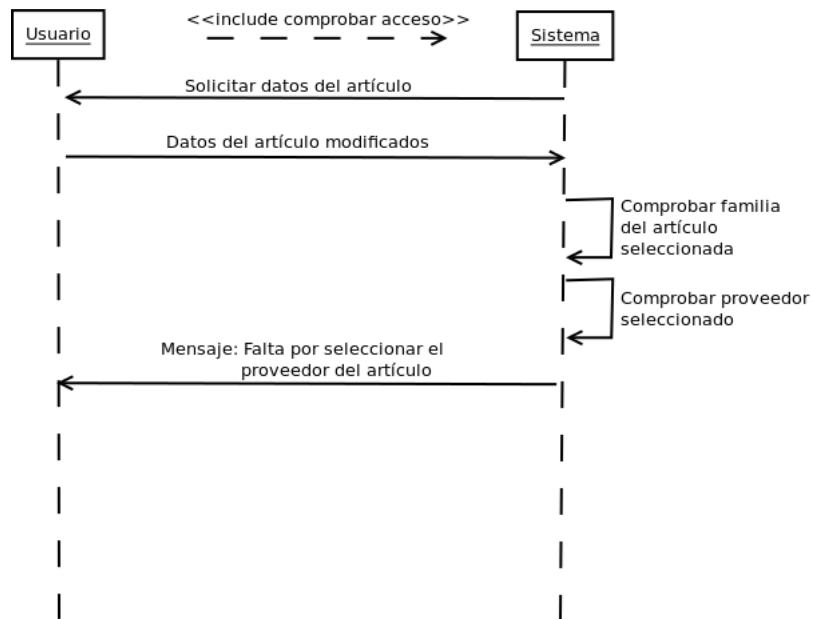 Usuario
<<include comprobar acceso>>
Sistema
Solicitar datos del artículo
Datos del artículo modificados
Comprobar familia
del artículo
seleccionada
Comprobar proveedor
seleccionado
Mensaje: Falta por seleccionar el
proveedor del artículo